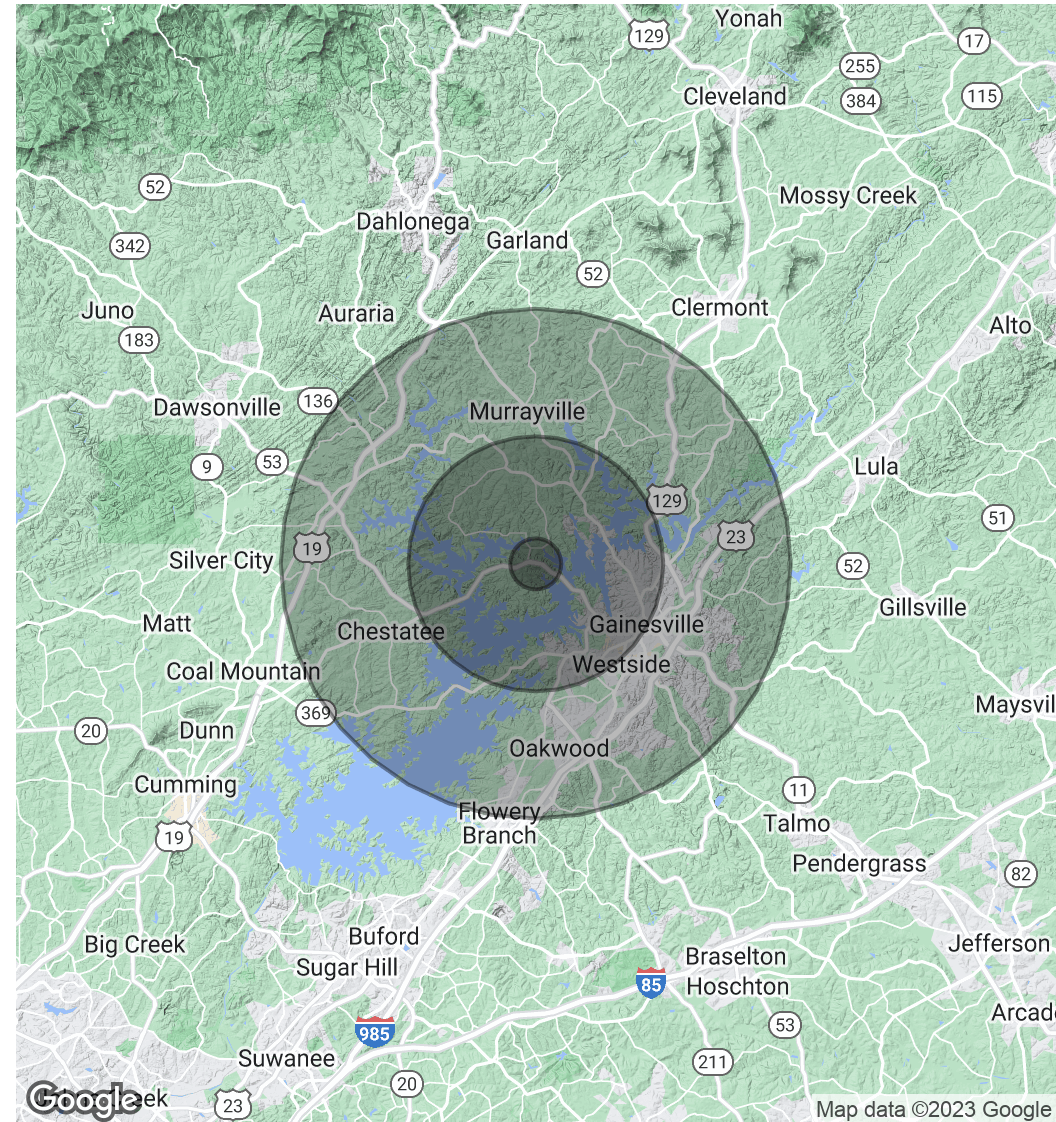 Yonah
129
17
255
Cleveland
384
115
52
Mossy Creek
Dahlonega
342
Garland
52
Juno
Auraria
Clermont
Alto
183
136
Dawsonville
Murrayville
9
53
Lula
129
51
23
19
Silver City
52
Gillsville
Matt
Chestatee
Gainesville
Westside
Coal Mountain
Maysvil
369
20
Dunn
Oakwood
Cumming
11
Flowery
Branch
19
Talmo
Pendergrass
82
Big Creek
Buford
Jefferson
Sugar Hill
Braselton
85
Hoschton
Arcad
985
53
Suwanee
211
20
Google
eek
23
Map data ©2023 Google